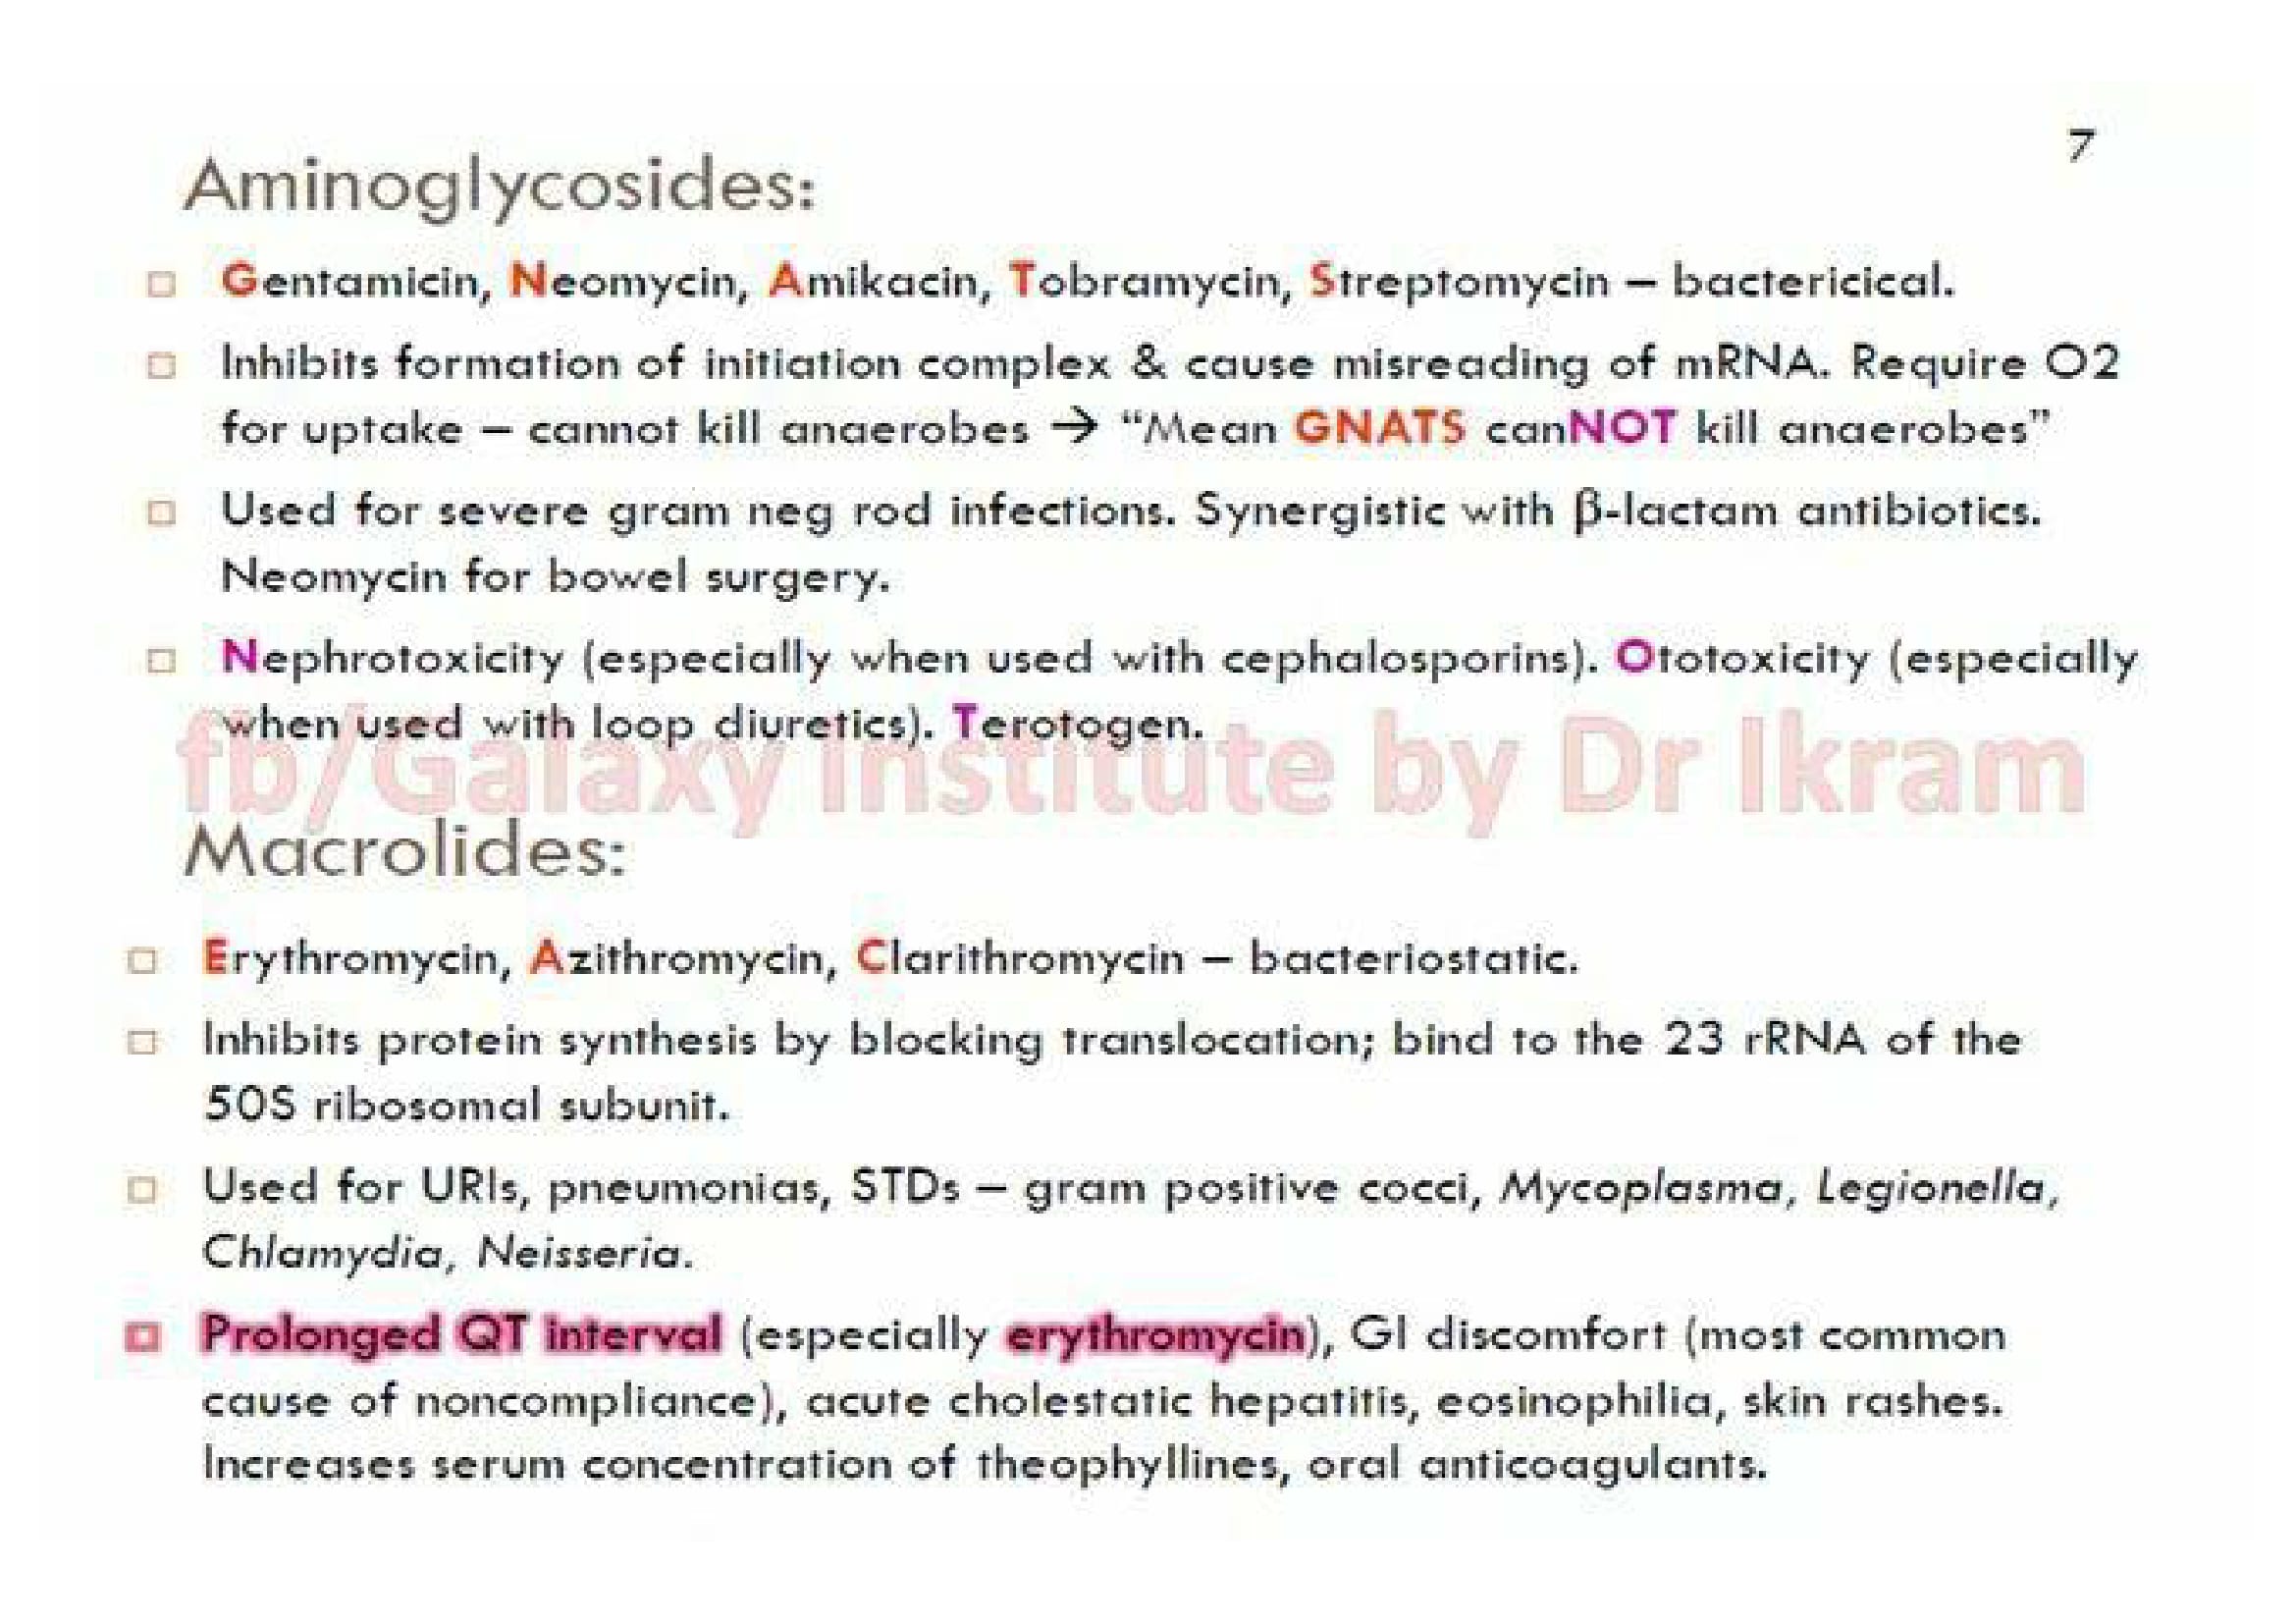 7
Aminoglycosides:
Gentamicin, Neomycin, Amikacin, Tobramycin, Streptomycin – bactericical.
Inhibits formation of initiation complex & cause misreading of mRNA. Require O2
for uptake – cannot kill anaerobes → “Mean GNATS canNOT kill anaerobes”
Used for severe gram neg rod infections. Synergistic with β-lactam antibiotics.
Neomycin for bowel surgery.
Nephrotoxicity (especially when used with cephalosporins). Ototoxicity (especially
when used with loop diuretics). Terotogen.
fb/Galaxy institute by Dr Ikram
Macrolides:
Erythromycin, Azithromycin, Clarithromycin – bacteriostatic.
Inhibits protein synthesis by blocking translocation; bind to the 23 rRNA of the
50S ribosomal subunit.
Used for URIs, pneumonias, STDs – gram positive cocci, Mycoplasma, Legionella,
Chlamydia, Neisseria.
Prolonged QT interval (especially erythromycin), GI discomfort (most common
cause of noncompliance), acute cholestatic hepatitis, eosinophilia, skin rashes.
Increases serum concentration of theophyllines, oral anticoagulants.